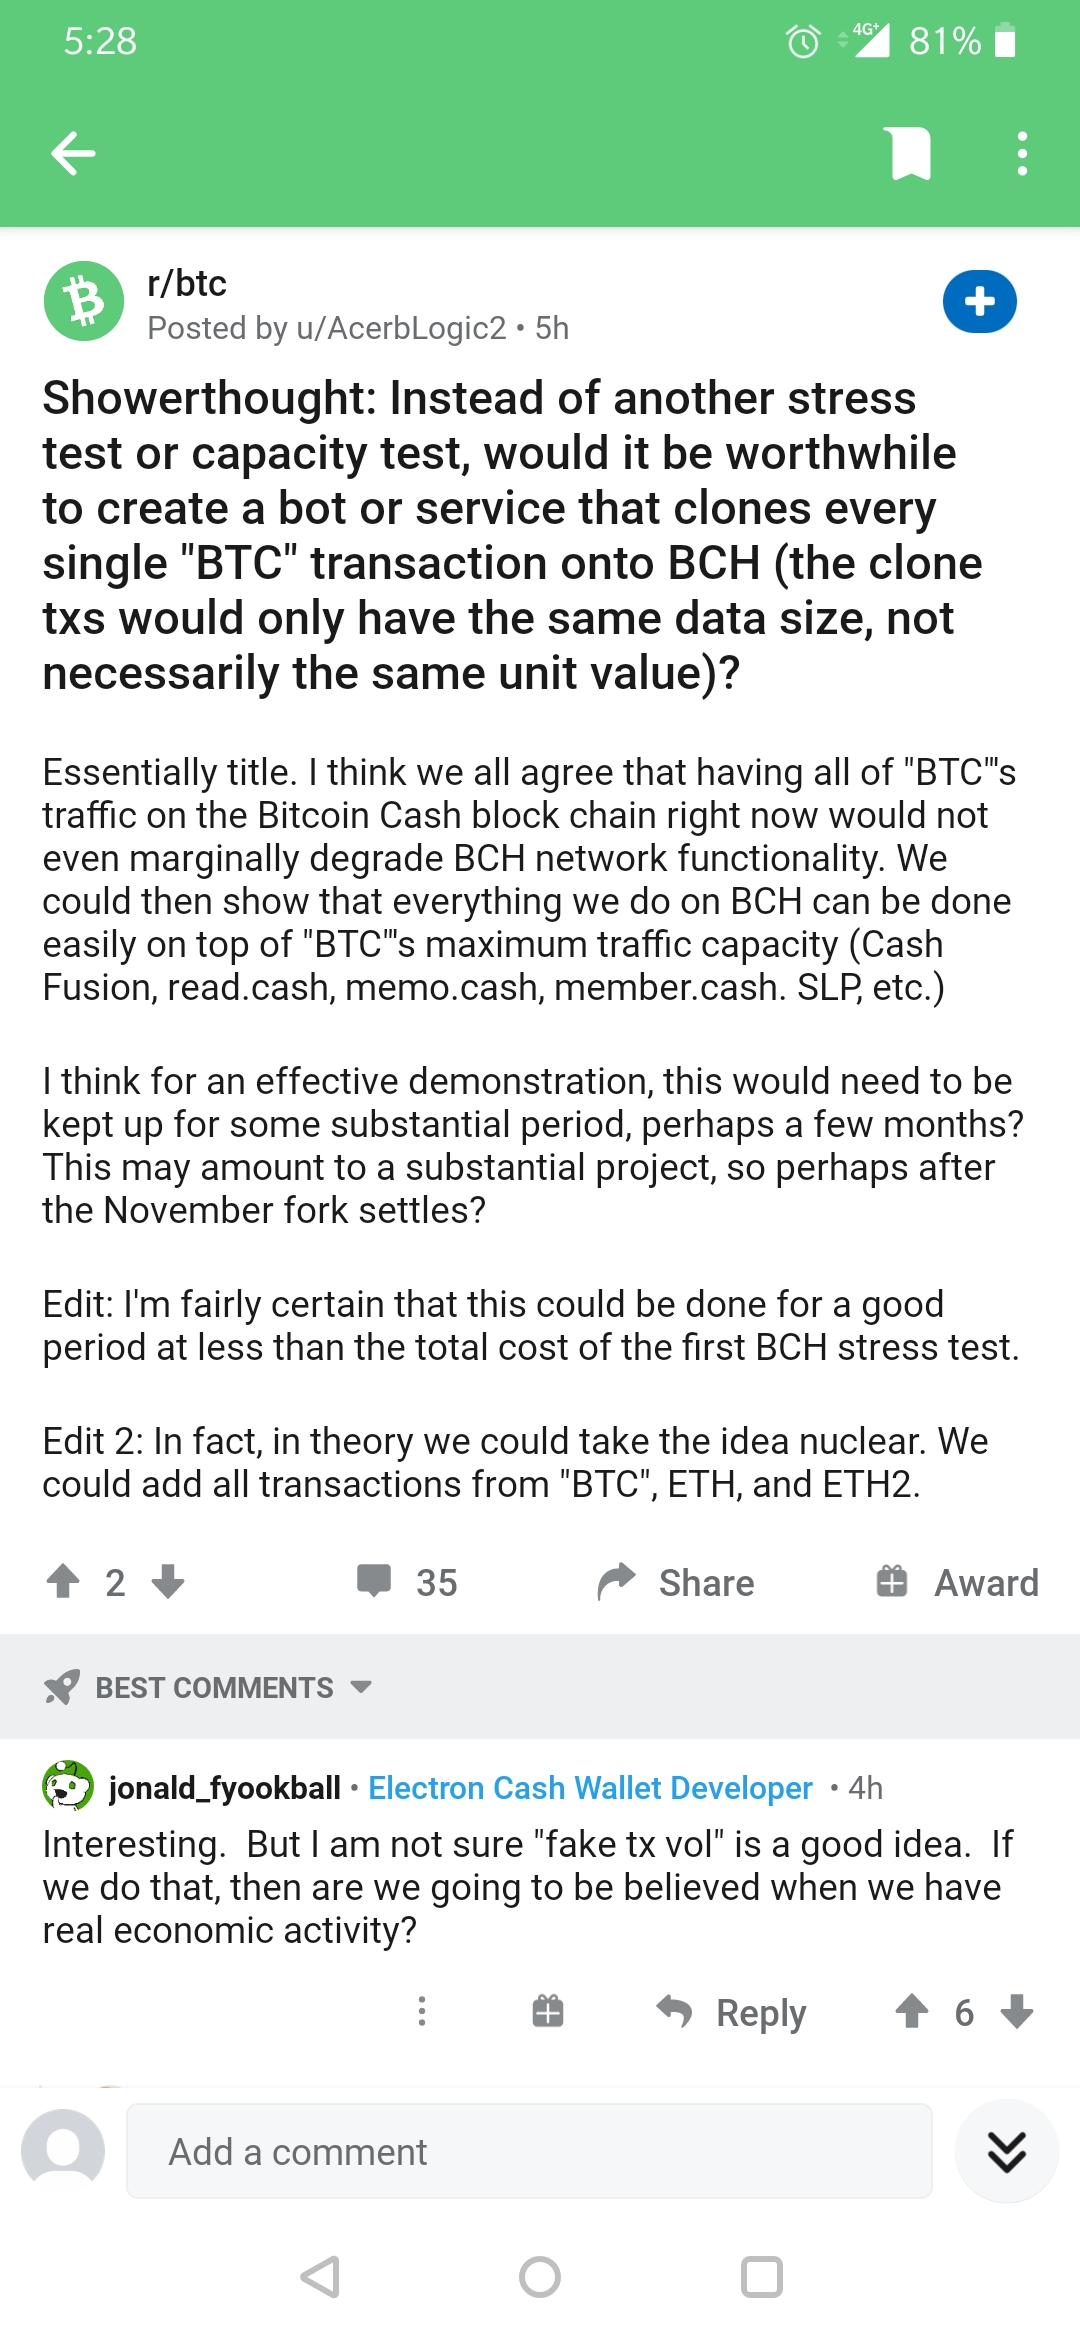 5:28
4G+ 81%
r/btc
Posted by u/AcerbLogic2 • 5h
Showerthought: Instead of another stress
test or capacity test, would it be worthwhile
to create a bot or service that clones every
single "BTC" transaction onto BCH (the clone
txs would only have the same data size, not
necessarily the same unit value)?
Essentially title. I think we all agree that having all of "BTC"'s
traffic on the Bitcoin Cash block chain right now would not
even marginally degrade BCH network functionality. We
could then show that everything we do on BCH can be done
easily on top of "BTC"'s maximum traffic capacity (Cash
Fusion, read.cash, memo.cash, member.cash. SLP, etc.)
I think for an effective demonstration, this would need to be
kept up for some substantial period, perhaps a few months?
This may amount to a substantial project, so perhaps after
the November fork settles?
Edit: I'm fairly certain that this could be done for a good
period at less than the total cost of the first BCH stress test.
Edit 2: In fact, in theory we could take the idea nuclear. We
could add all transactions from "BTC", ETH, and ETH2.
2 35 Share Award
BEST COMMENTS
jonald_fyookball • Electron Cash Wallet Developer • 4h
Interesting.  But I am not sure "fake tx vol" is a good idea.  If
we do that, then are we going to be believed when we have
real economic activity?
Reply 6
Add a comment